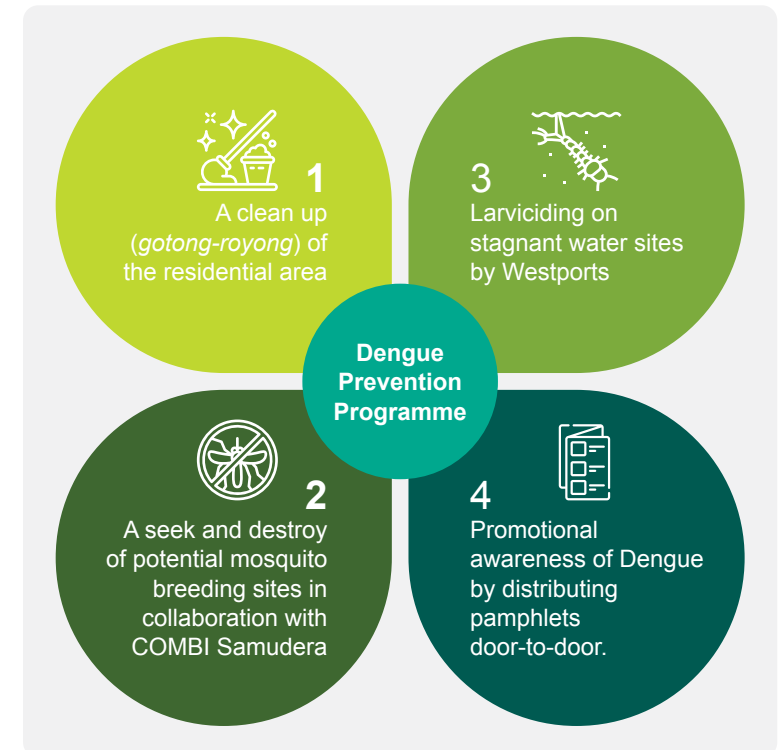 1
A clean up
(gotong-royong) of
the residential area
2
A seek and destroy
of potential mosquito
breeding sites in
collaboration with
COMBI Samudera
3
Larviciding on
stagnant water sites
by Westports
4
Promotional
awareness of Dengue
by distributing
pamphlets
door-to-door.
Dengue
Prevention
Programme